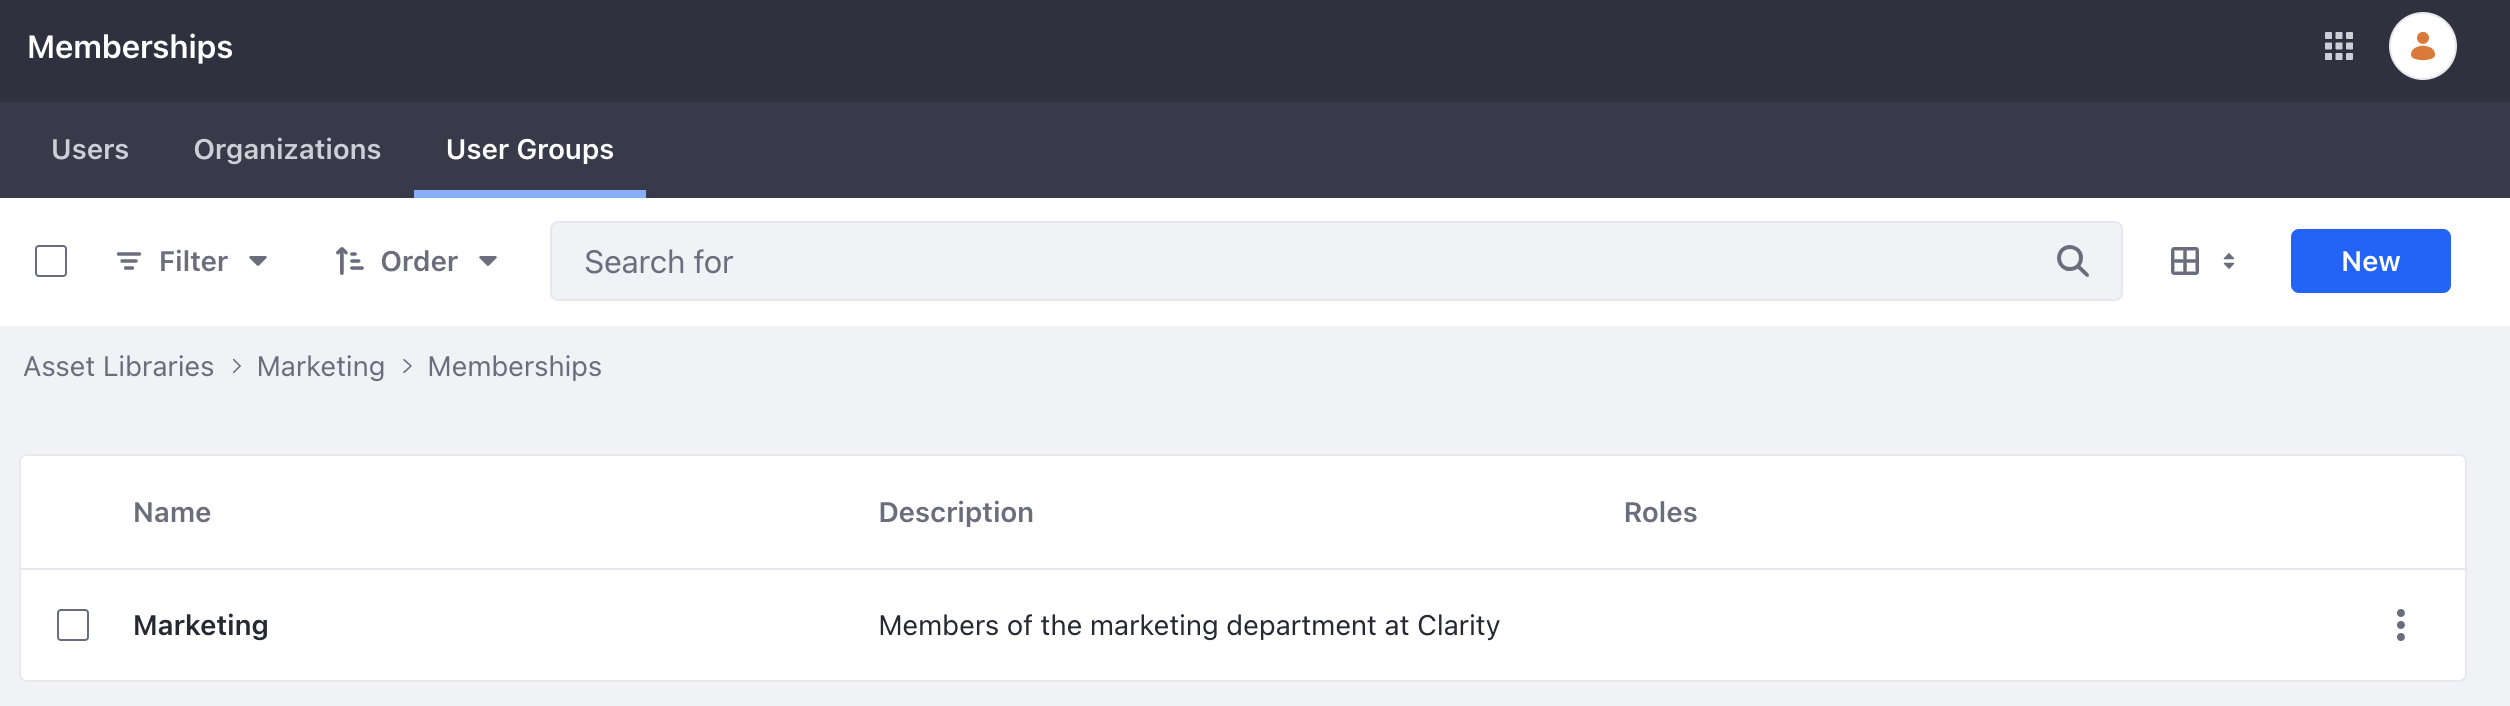 Memberships
Users Organizations User Groups
Filter Order Search for New
Asset Libraries > Marketing > Memberships
Name Description Roles
Marketing Members of the marketing department at Clarity